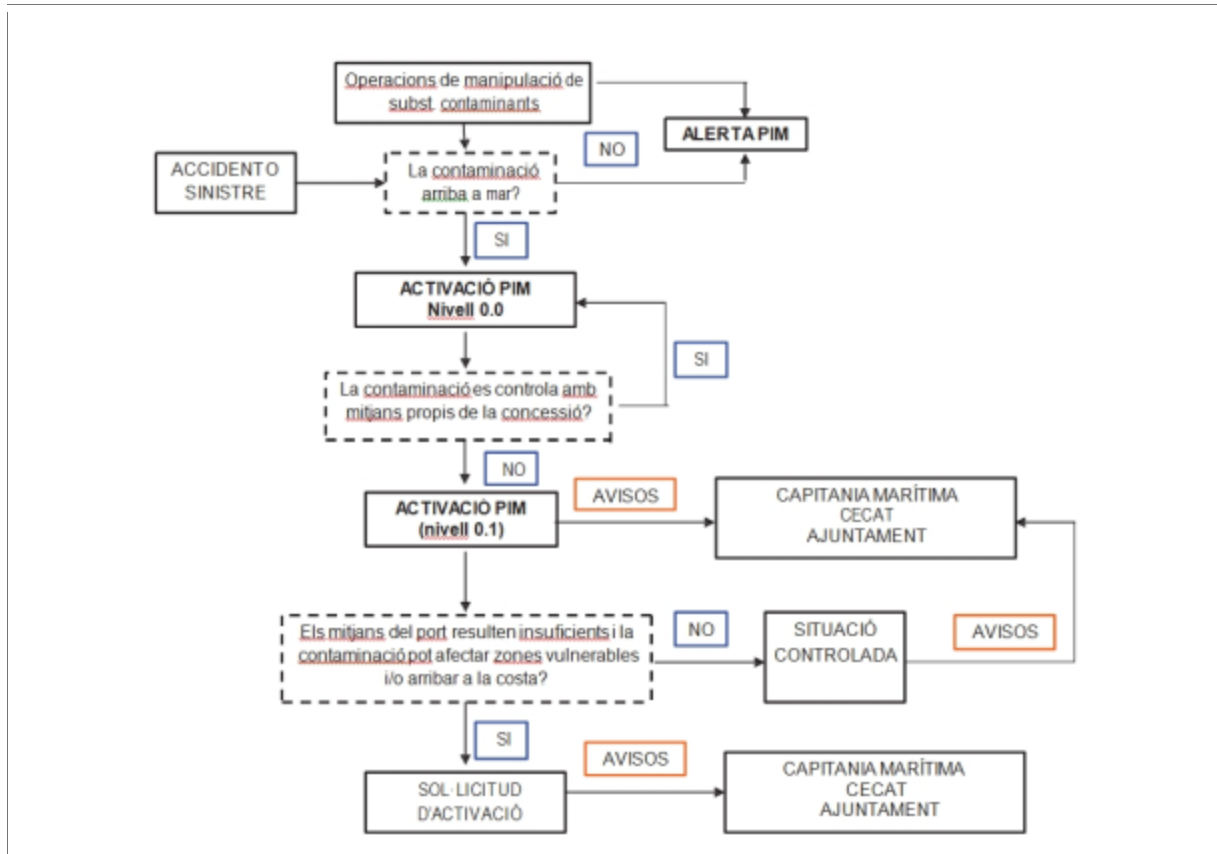 Operacions de manipulació de
subst. contaminants
ALERTA PIM
NO
ACCIDENT O
SINISTRE
La contaminació
arriba a mar?
SI
ACTIVACIÓ PIM
Nivell 0.0
SI
La contaminació es controla amb
mitjans propis de la concessió?
NO
ACTIVACIÓ PIM
(nivell 0.1)
AVISOS
CAPITANIA MARÍTIMA
CECAT
AJUNTAMENT
Els mitjans del port resulten insuficients i la
contaminació pot afectar zones vulnerables
i/o arribar a la costa?
NO
SITUACIÓ
CONTROLADA
AVISOS
SI
SOL·LICITUD
D'ACTIVACIÓ
AVISOS
CAPITANIA MARÍTIMA
CECAT
AJUNTAMENT